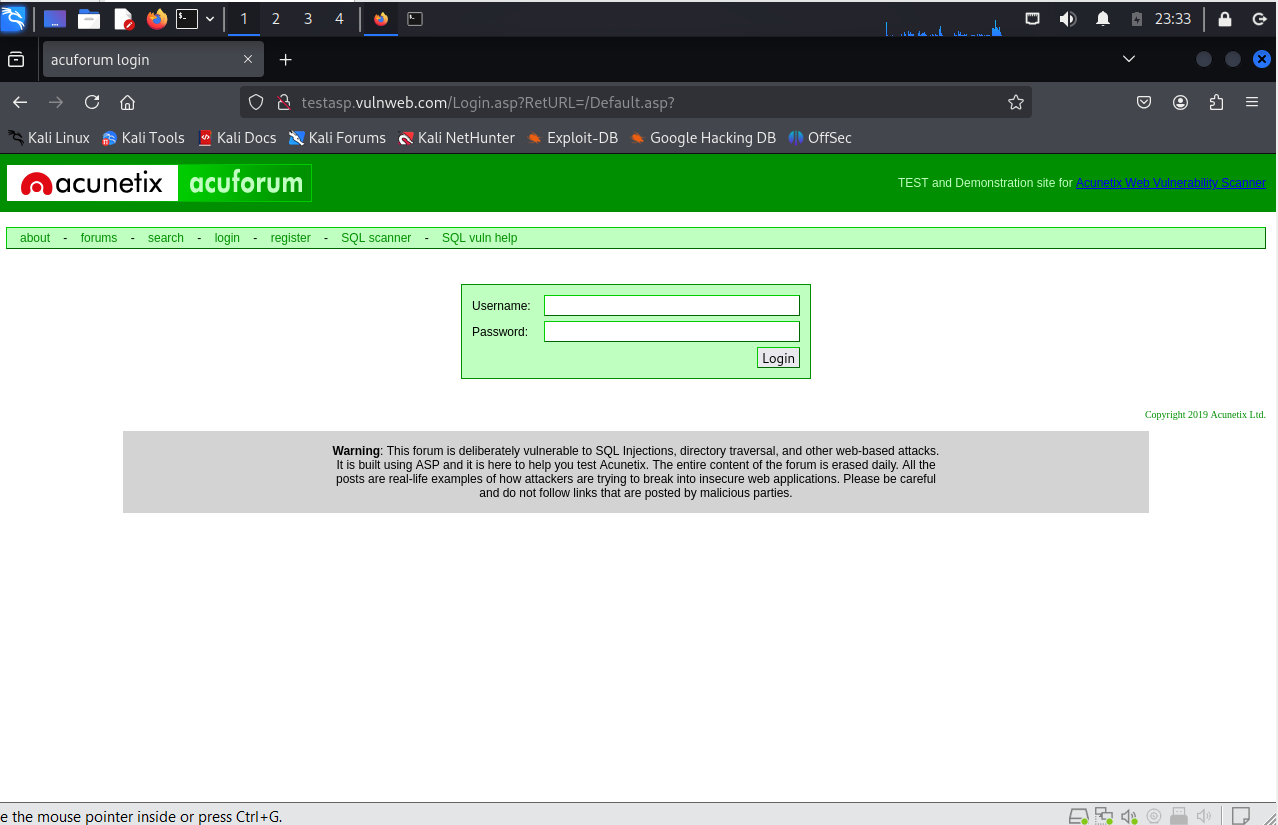 1 2 3 4 23:33
acuforum login
testasp.vulnweb.com/Login.asp?RetURL=/Default.asp?
Kali Linux Kali Tools Kali Docs Kali Forums Kali NetHunter Exploit-DB Google Hacking DB OffSec
acunetix acuforum TEST and Demonstration site for Acunetix Web Vulnerability Scanner
about - forums - search - login - register - SQL scanner - SQL vuln help
Username:
Password:
Login
Copyright 2019 Acunetix Ltd.
Warning: This forum is deliberately vulnerable to SQL Injections, directory traversal, and other web-based attacks.
It is built using ASP and it is here to help you test Acunetix. The entire content of the forum is erased daily. All the
posts are real-life examples of how attackers are trying to break into insecure web applications. Please be careful
and do not follow links that are posted by malicious parties.
e the mouse pointer inside or press Ctrl+G.